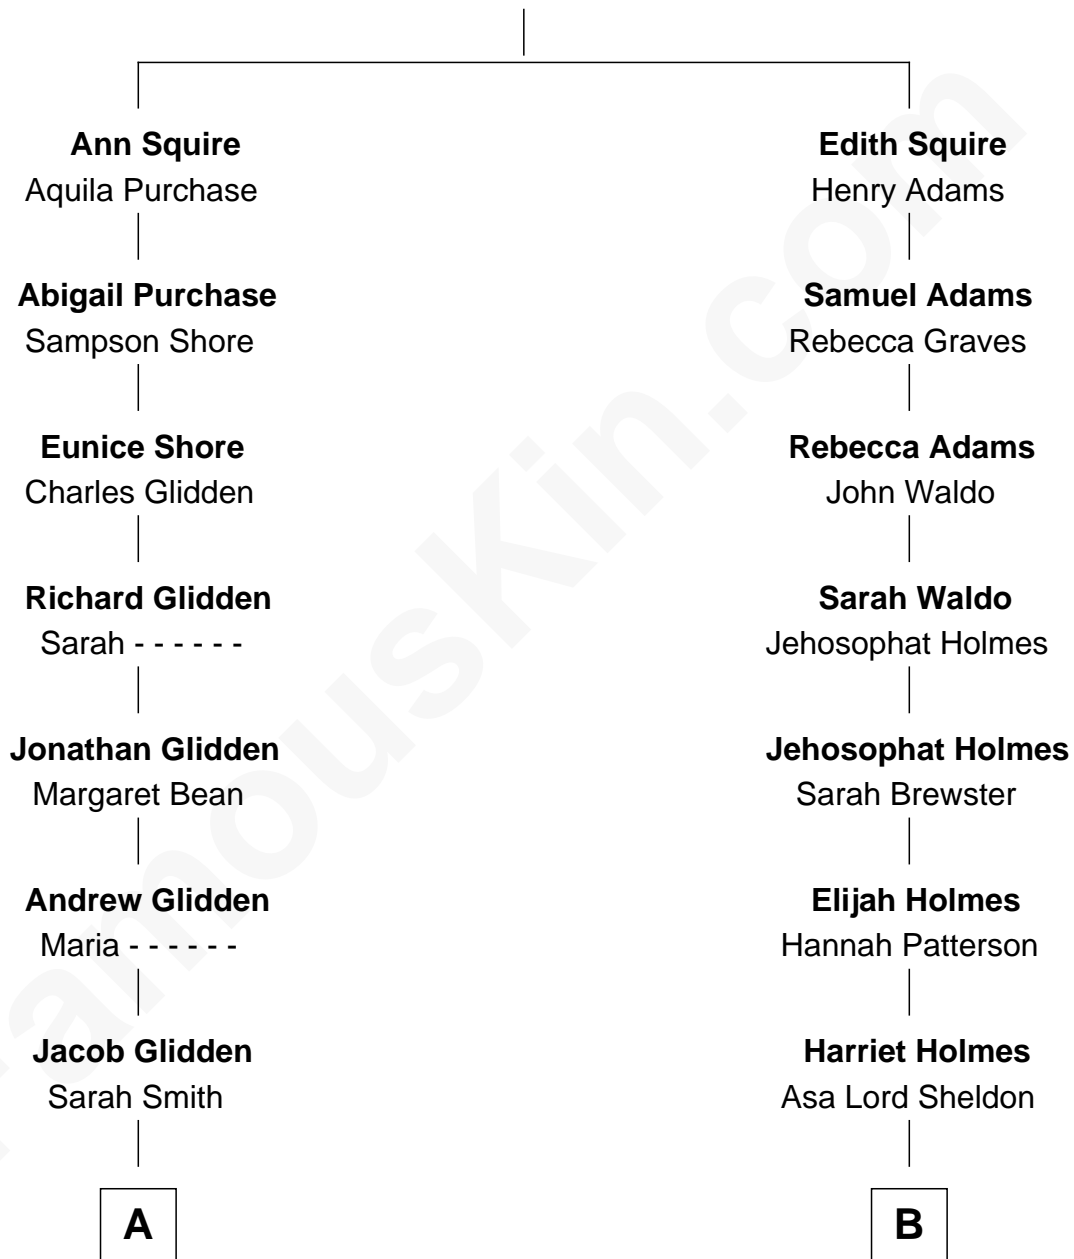 Ann Squire
Aquila Purchase
Abigail Purchase
Sampson Shore
Eunice Shore
Charles Glidden
Richard Glidden
Sarah - - - - - -
Jonathan Glidden
Margaret Bean
Andrew Glidden
Maria - - - - - -
Jacob Glidden
Sarah Smith
A
Edith Squire
Henry Adams
Samuel Adams
Rebecca Graves
Rebecca Adams
John Waldo
Sarah Waldo
Jehosophat Holmes
Jehosophat Holmes
Sarah Brewster
Elijah Holmes
Hannah Patterson
Harriet Holmes
Asa Lord Sheldon
B
FamousKin.com